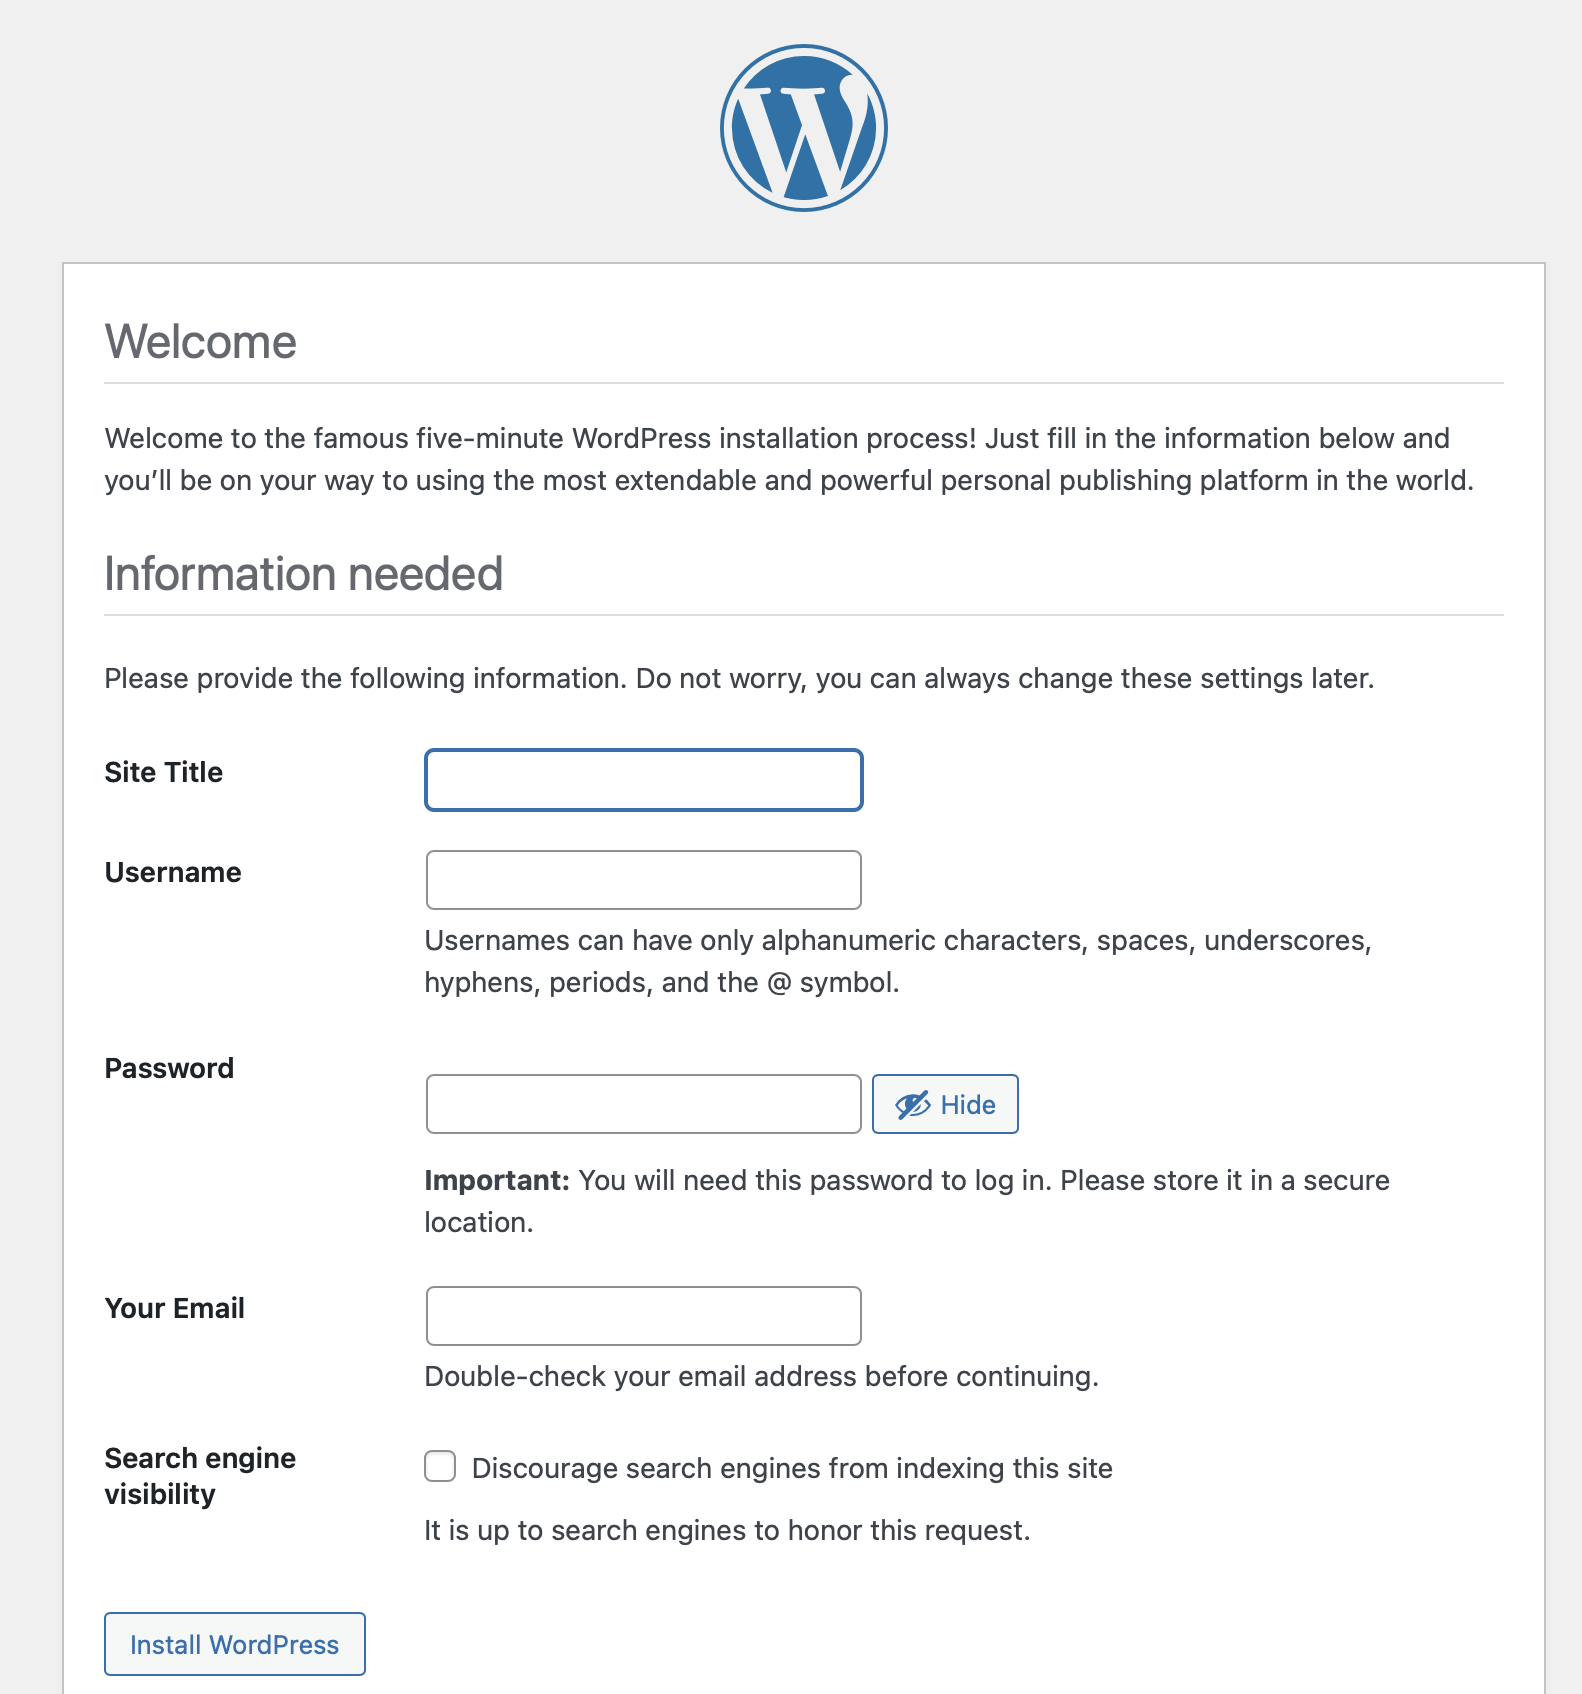 Welcome
Welcome to the famous five-minute WordPress installation process! Just fill in the information below and
you’ll be on your way to using the most extendable and powerful personal publishing platform in the world.
Information needed
Please provide the following information. Do not worry, you can always change these settings later.
Site Title
Username
Usernames can have only alphanumeric characters, spaces, underscores,
hyphens, periods, and the @ symbol.
Password
Hide
Important: You will need this password to log in. Please store it in a secure
location.
Your Email
Double-check your email address before continuing.
Search engine
visibility
Discourage search engines from indexing this site
It is up to search engines to honor this request.
Install WordPress